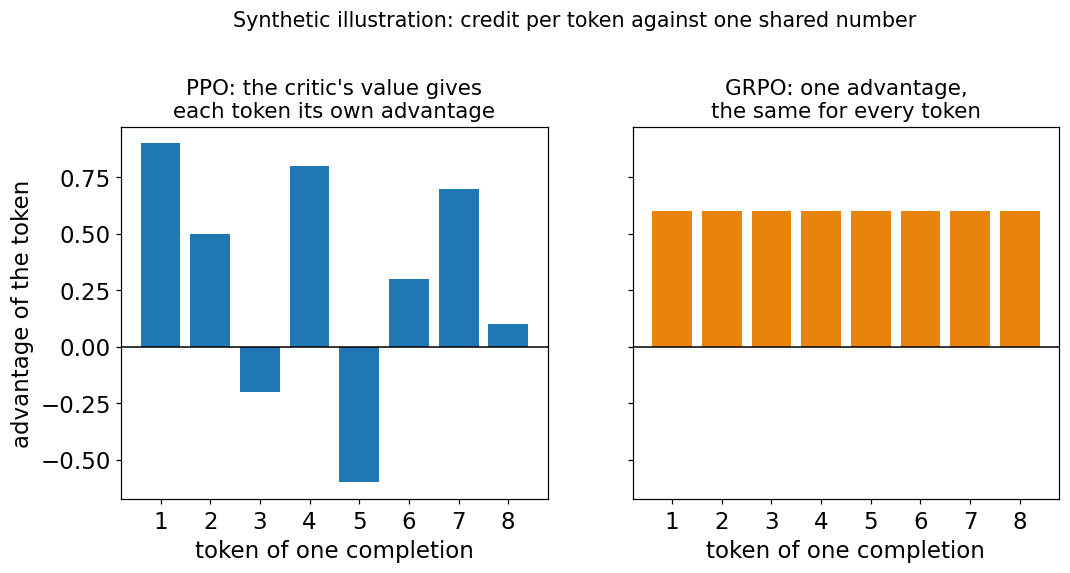 Synthetic illustration: credit per token against one shared number
PPO: the critic's value gives
each token its own advantage
advantage of the token
0.75
0.50
0.25
0.00
−0.25
−0.50
1 2 3 4 5 6 7 8
token of one completion
GRPO: one advantage,
the same for every token
1 2 3 4 5 6 7 8
token of one completion